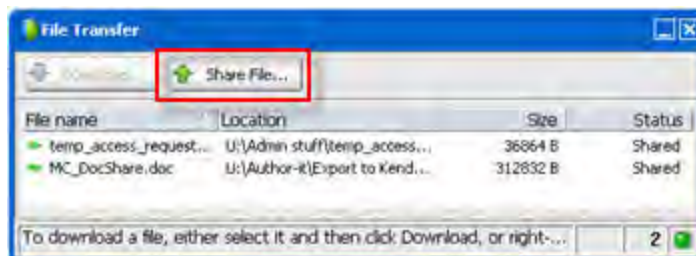 File Transfer
Download Share File...
File name Location Size Status
temp_access_request... U:\Admin stuff\temp_access... 36864 B Shared
MC_DocShare.doc U:\Author-it\Export to Kend... 312832 B Shared
To download a file, either select it and then click Download, or right-... 2